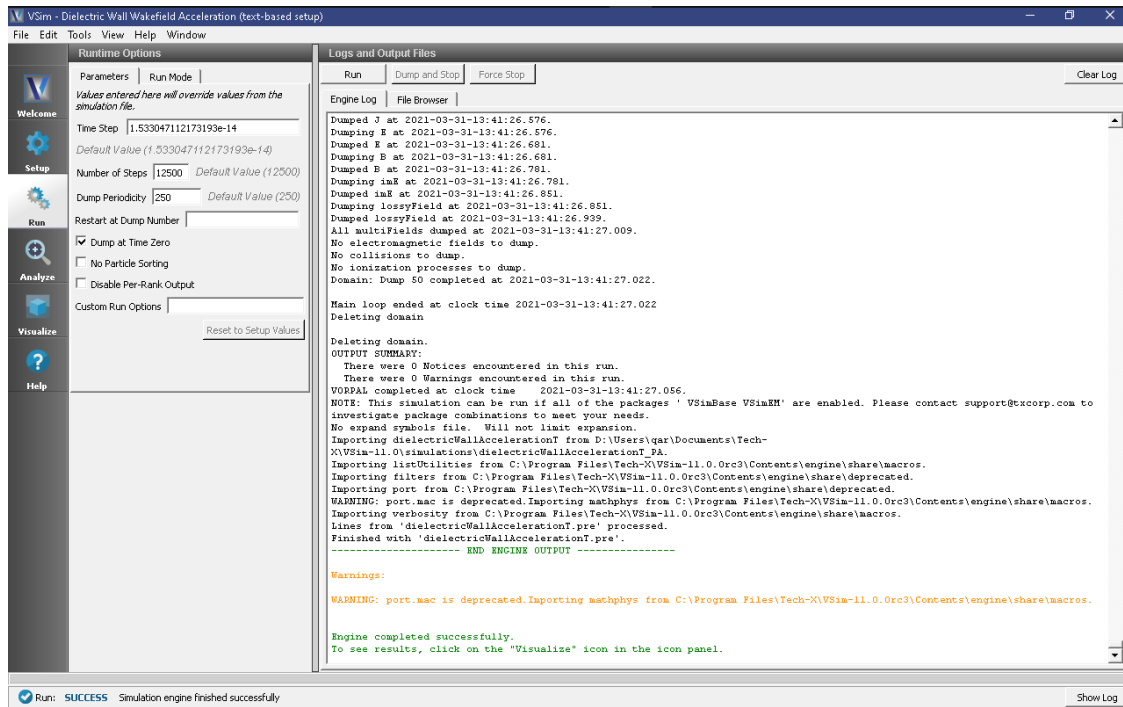 VSim - Dielectric Wall Wakefield Acceleration (text-based setup)
File Edit Tools View Help Window
Welcome
Setup
Run
Analyze
Visualize
Help
Runtime Options
Parameters Run Mode
Values entered here will override values from the
simulation file.
Time Step 1.533047112173193e-14
Default Value (1.533047112173193e-14)
Number of Steps 12500 Default Value (12500)
Dump Periodicity 250 Default Value (250)
Restart at Dump Number
Dump at Time Zero
No Particle Sorting
Disable Per-Rank Output
Custom Run Options
Reset to Setup Values
Logs and Output Files
Run Dump and Stop Force Stop Clear Log
Engine Log File Browser
Dumped J at 2021-03-31-13:41:26.576.
Dumping E at 2021-03-31-13:41:26.576.
Dumped E at 2021-03-31-13:41:26.681.
Dumping B at 2021-03-31-13:41:26.681.
Dumped B at 2021-03-31-13:41:26.781.
Dumping imE at 2021-03-31-13:41:26.781.
Dumped imE at 2021-03-31-13:41:26.851.
Dumping lossyField at 2021-03-31-13:41:26.851.
Dumped lossyField at 2021-03-31-13:41:26.939.
All multiFields dumped at 2021-03-31-13:41:27.009.
No electromagnetic fields to dump.
No collisions to dump.
No ionization processes to dump.
Domain: Dump 50 completed at 2021-03-31-13:41:27.022.
Main loop ended at clock time 2021-03-31-13:41:27.022
Deleting domain
Deleting domain.
OUTPUT SUMMARY:
There were 0 Notices encountered in this run.
There were 0 Warnings encountered in this run.
VORPAL completed at clock time 2021-03-31-13:41:27.056.
NOTE: This simulation can be run if all of the packages ' VSimBase VSimEM' are enabled. Please contact support@txcorp.com to
investigate package combinations to meet your needs.
No expand symbols file. Will not limit expansion.
Importing dielectricWallAccelerationT from D:\Users\qar\Documents\Tech-
X\VSim-11.0\simulations\dielectricWallAccelerationT_PA.
Importing listUtilities from C:\Program Files\Tech-X\VSim-11.0.0rc3\Contents\engine\share\macros.
Importing filters from C:\Program Files\Tech-X\VSim-11.0.0rc3\Contents\engine\share\deprecated.
Importing port from C:\Program Files\Tech-X\VSim-11.0.0rc3\Contents\engine\share\deprecated.
WARNING: port.mac is deprecated.Importing mathphys from C:\Program Files\Tech-X\VSim-11.0.0rc3\Contents\engine\share\macros.
Importing verbosity from C:\Program Files\Tech-X\VSim-11.0.0rc3\Contents\engine\share\macros.
Lines from 'dielectricWallAccelerationT.pre' processed.
Finished with 'dielectricWallAccelerationT.pre'.
--------------------- END ENGINE OUTPUT ----------------
Warnings:
WARNING: port.mac is deprecated.Importing mathphys from C:\Program Files\Tech-X\VSim-11.0.0rc3\Contents\engine\share\macros.
Engine completed successfully.
To see results, click on the "Visualize" icon in the icon panel.
Run: SUCCESS Simulation engine finished successfully Show Log